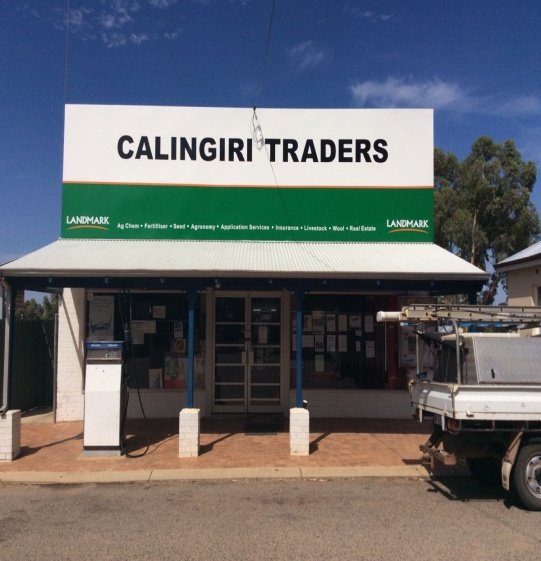 CALINGIRI TRADERS
LANDMARK
Ag Chem • Fertiliser • Seed • Agronomy • Application Services • Insurance • Livestock • Wool • Real Estate
LANDMARK